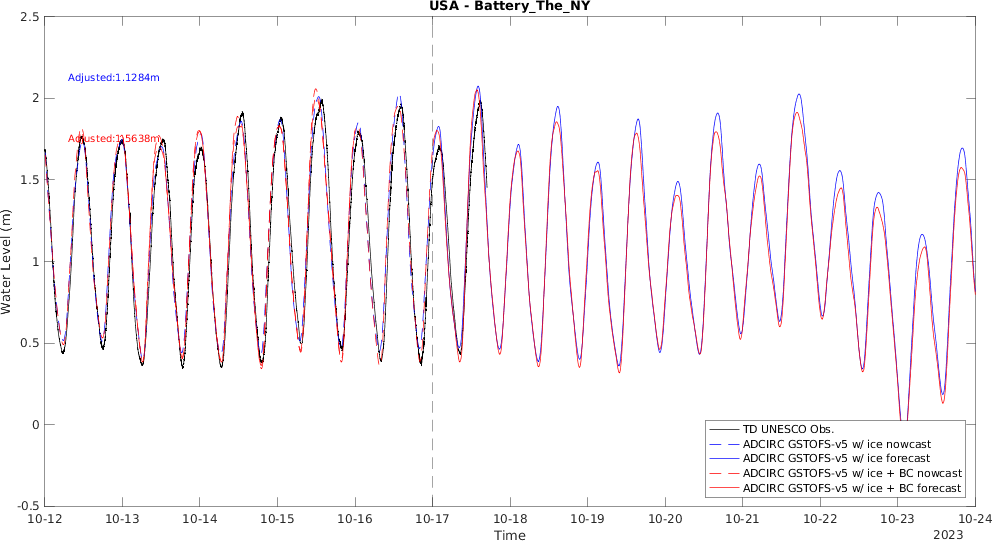 USA - Battery_The_NY
2.5
2
1.5
1
0.5
0
-0.5
Water Level (m)
Adjusted:1.1284m
Adjusted:1.5638m
TD UNESCO Obs.
ADCIRC GSTOFS-v5 w/ ice nowcast
ADCIRC GSTOFS-v5 w/ ice forecast
ADCIRC GSTOFS-v5 w/ ice + BC nowcast
ADCIRC GSTOFS-v5 w/ ice + BC forecast
10-12 10-13 10-14 10-15 10-16 10-17 10-18 10-19 10-20 10-21 10-22 10-23 10-24
Time
2023